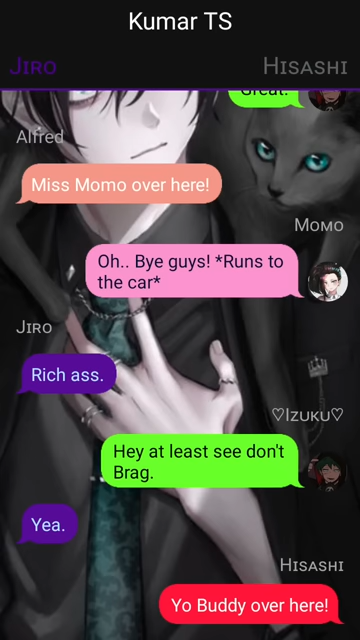 Kumar TS
Jiro
Hisashi
Great.
Alfred
Miss Momo over here!
Momo
Oh.. Bye guys! *Runs to
the car*
Jiro
Rich ass.
♡Izuku♡
Hey at least see don't
Brag.
Yea.
Hisashi
Yo Buddy over here!